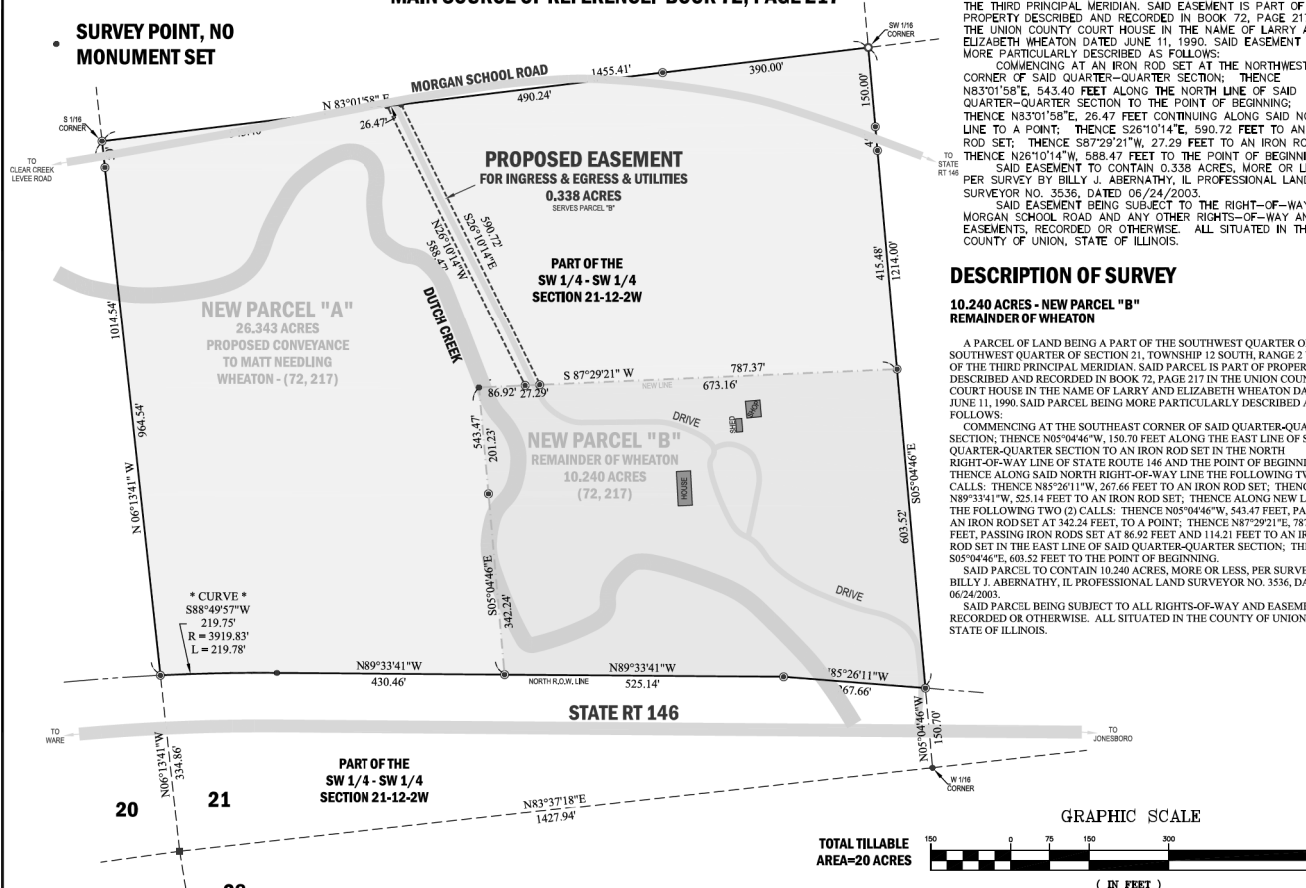 MAIN SOURCE OF REFERENCE: BOOK 72, PAGE 217
SURVEY POINT, NO
MONUMENT SET
SW 1/16
CORNER
MORGAN SCHOOL ROAD
1455.41'
390.00'
N 83°01'58" E
490.24'
26.47'
150.00'
S 1/16
CORNER
TO
CLEAR CREEK
LEVEE ROAD
TO
STATE
RT 146
PROPOSED EASEMENT
FOR INGRESS & EGRESS & UTILITIES
0.338 ACRES
SERVES PARCEL "B"
590.72'
S26°10'14"E
N26°10'14"W
588.47'
PART OF THE
SW 1/4 - SW 1/4
SECTION 21-12-2W
415.48'
1214.00'
DUTCH CREEK
NEW PARCEL "A"
26.343 ACRES
PROPOSED CONVEYANCE
TO MATT NEEDLING
WHEATON - (72, 217)
1014.54'
964.54'
N 06°13'41" W
S 87°29'21" W
787.37'
NEW LINE
673.16'
86.92'
27.29'
DRIVE
SHED
HOUSE
543.47'
201.23'
NEW PARCEL "B"
REMAINDER OF WHEATON
10.240 ACRES
(72, 217)
S05°04'46"E
603.52'
S05°04'46"E
342.24'
DRIVE
* CURVE *
S88°49'57"W
219.75'
R = 3919.83'
L = 219.78'
N89°33'41"W
430.46'
NORTH R.O.W. LINE
N89°33'41"W
525.14'
85°26'11"W
67.66'
STATE RT 146
TO
WARE
TO
JONESBORO
N05°04'46"W
150.70'
W 1/16
CORNER
N06°13'41"W
334.86'
20
21
PART OF THE
SW 1/4 - SW 1/4
SECTION 21-12-2W
N83°37'18"E
1427.94'
THE THIRD PRINCIPAL MERIDIAN. SAID EASEMENT IS PART OF
PROPERTY DESCRIBED AND RECORDED IN BOOK 72, PAGE 217
THE UNION COUNTY COURT HOUSE IN THE NAME OF LARRY A
ELIZABETH WHEATON DATED JUNE 11, 1990. SAID EASEMENT
MORE PARTICULARLY DESCRIBED AS FOLLOWS:
COMMENCING AT AN IRON ROD SET AT THE NORTHWEST
CORNER OF SAID QUARTER-QUARTER SECTION; THENCE
N83°01'58"E, 543.40 FEET ALONG THE NORTH LINE OF SAID
QUARTER-QUARTER SECTION TO THE POINT OF BEGINNING;
THENCE N83°01'58"E, 26.47 FEET CONTINUING ALONG SAID NO
LINE TO A POINT; THENCE S26°10'14"E, 590.72 FEET TO AN
ROD SET; THENCE S87°29'21"W, 27.29 FEET TO AN IRON RO
THENCE N26°10'14"W, 588.47 FEET TO THE POINT OF BEGINNI
SAID EASEMENT TO CONTAIN 0.338 ACRES, MORE OR L
PER SURVEY BY BILLY J. ABERNATHY, IL PROFESSIONAL LAND
SURVEYOR NO. 3536, DATED 06/24/2003.
SAID EASEMENT BEING SUBJECT TO THE RIGHT-OF-WAY
MORGAN SCHOOL ROAD AND ANY OTHER RIGHTS-OF-WAY AN
EASEMENTS, RECORDED OR OTHERWISE. ALL SITUATED IN TH
COUNTY OF UNION, STATE OF ILLINOIS.
DESCRIPTION OF SURVEY
10.240 ACRES - NEW PARCEL "B"
REMAINDER OF WHEATON
A PARCEL OF LAND BEING A PART OF THE SOUTHWEST QUARTER O
SOUTHWEST QUARTER OF SECTION 21, TOWNSHIP 12 SOUTH, RANGE 2
OF THE THIRD PRINCIPAL MERIDIAN. SAID PARCEL IS PART OF PROPER
DESCRIBED AND RECORDED IN BOOK 72, PAGE 217 IN THE UNION COUN
COURT HOUSE IN THE NAME OF LARRY AND ELIZABETH WHEATON DA
JUNE 11, 1990. SAID PARCEL BEING MORE PARTICULARLY DESCRIBED A
FOLLOWS:
COMMENCING AT THE SOUTHEAST CORNER OF SAID QUARTER-QUA
SECTION; THENCE N05°04'46"W, 150.70 FEET ALONG THE EAST LINE OF S
QUARTER-QUARTER SECTION TO AN IRON ROD SET IN THE NORTH
RIGHT-OF-WAY LINE OF STATE ROUTE 146 AND THE POINT OF BEGINNI
THENCE ALONG SAID NORTH RIGHT-OF-WAY LINE THE FOLLOWING TW
CALLS: THENCE N85°26'11"W, 267.66 FEET TO AN IRON ROD SET; THENC
N89°33'41"W, 525.14 FEET TO AN IRON ROD SET; THENCE ALONG NEW L
THE FOLLOWING TWO (2) CALLS: THENCE N05°04'46"W, 543.47 FEET, PA
AN IRON ROD SET AT 342.24 FEET, TO A POINT; THENCE N87°29'21"E, 787
FEET, PASSING IRON RODS SET AT 86.92 FEET AND 114.21 FEET TO AN IR
ROD SET IN THE EAST LINE OF SAID QUARTER-QUARTER SECTION; TH
S05°04'46"E, 603.52 FEET TO THE POINT OF BEGINNING.
SAID PARCEL TO CONTAIN 10.240 ACRES, MORE OR LESS, PER SURVE
BILLY J. ABERNATHY, IL PROFESSIONAL LAND SURVEYOR NO. 3536, DA
06/24/2003.
SAID PARCEL BEING SUBJECT TO ALL RIGHTS-OF-WAY AND EASEMI
RECORDED OR OTHERWISE. ALL SITUATED IN THE COUNTY OF UNION
STATE OF ILLINOIS.
GRAPHIC SCALE
TOTAL TILLABLE
AREA=20 ACRES
150 0 75 150 300
( IN FEET )